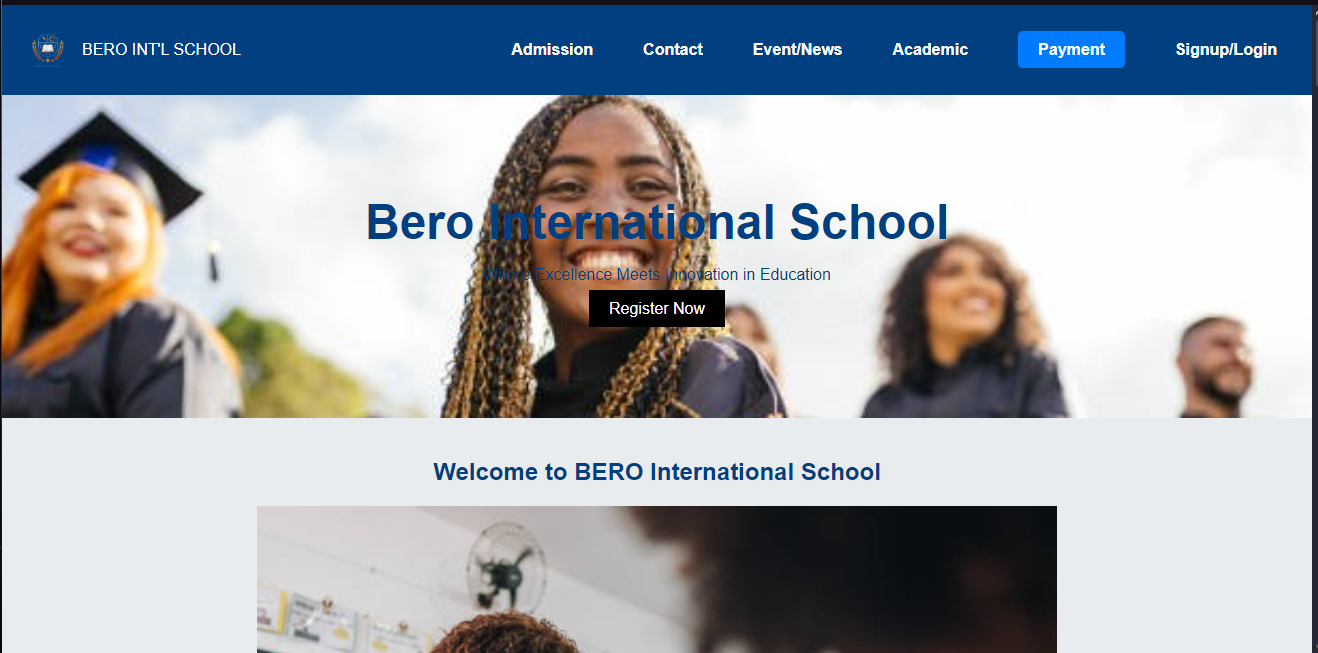 BERO INT'L SCHOOL
Admission
Contact
Event/News
Academic
Payment
Signup/Login
Bero International School
Where Excellence Meets Innovation in Education
Register Now
Welcome to BERO International School